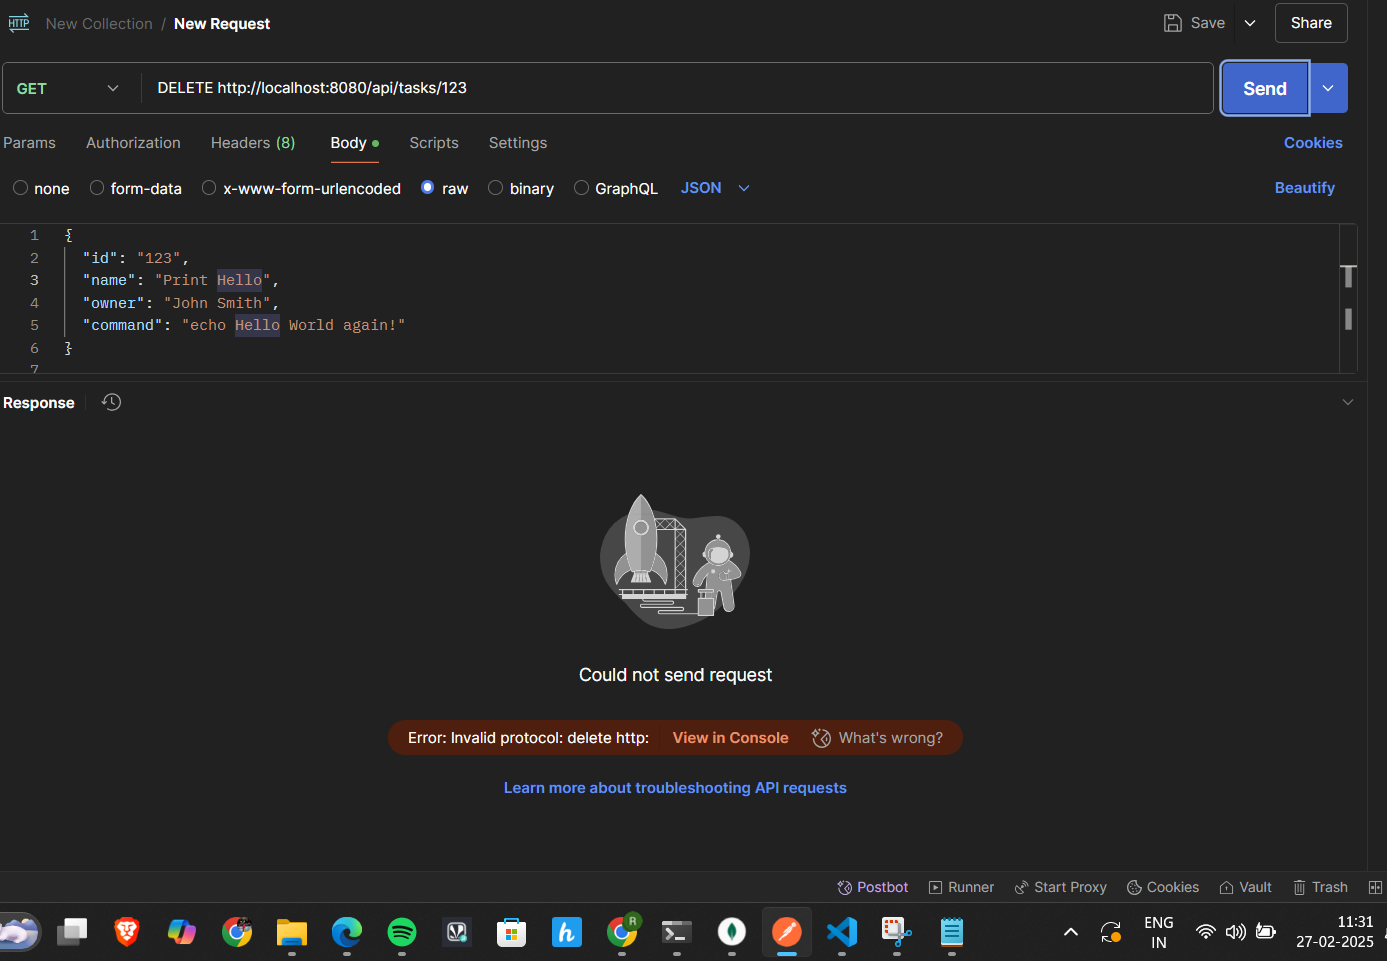 HTTP New Collection / New Request Save Share
GET DELETE http://localhost:8080/api/tasks/123 Send
Params Authorization Headers (8) Body Scripts Settings Cookies
none form-data x-www-form-urlencoded raw binary GraphQL JSON Beautify
1 {
2 "id": "123",
3 "name": "Print Hello",
4 "owner": "John Smith",
5 "command": "echo Hello World again!"
6 }
7
Response
Could not send request
Error: Invalid protocol: delete http: View in Console What's wrong?
Learn more about troubleshooting API requests
Postbot Runner Start Proxy Cookies Vault Trash
h R ENG 11:31
IN 27-02-2025